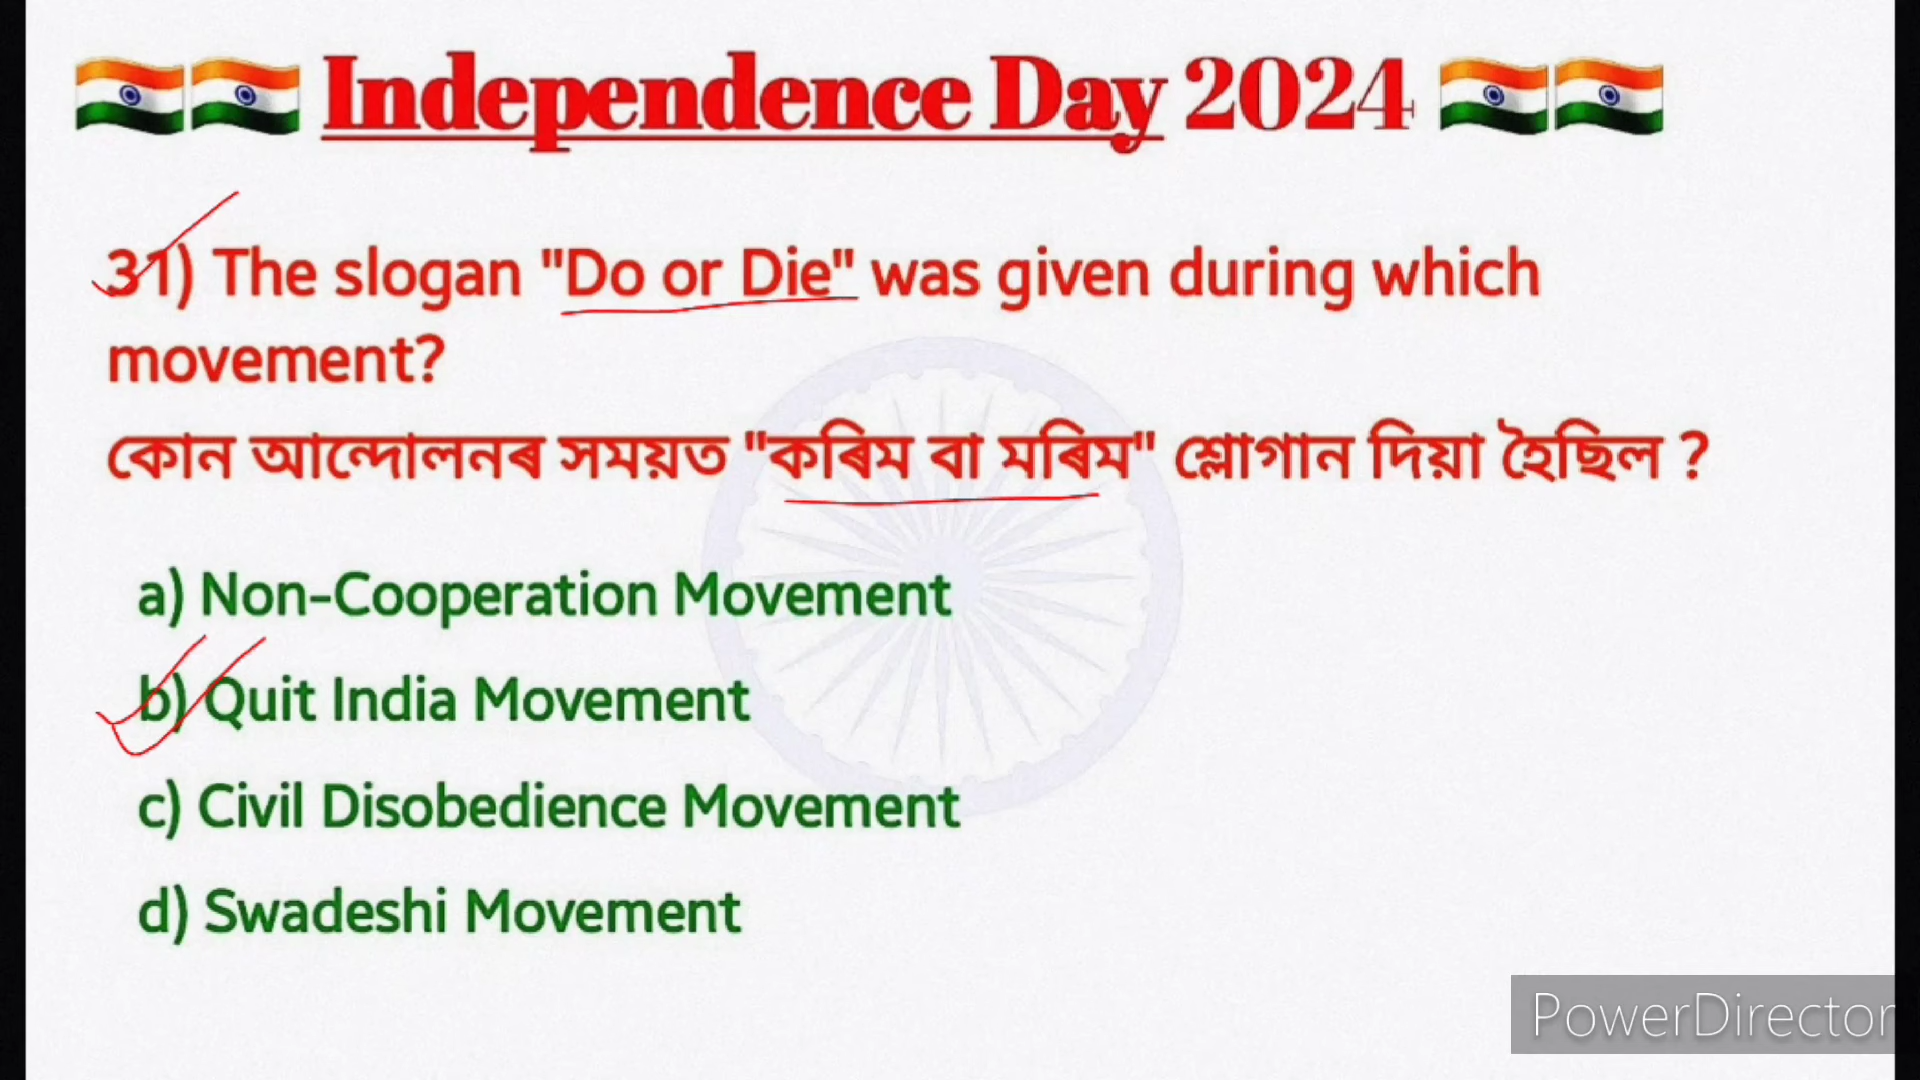 Independence Day 2024
31) The slogan "Do or Die" was given during which
movement?
কোন আন্দোলনৰ সময়ত "কৰিম বা মৰিম" শ্লোগান দিয়া হৈছিল ?
a) Non-Cooperation Movement
b) Quit India Movement
c) Civil Disobedience Movement
d) Swadeshi Movement
PowerDirector